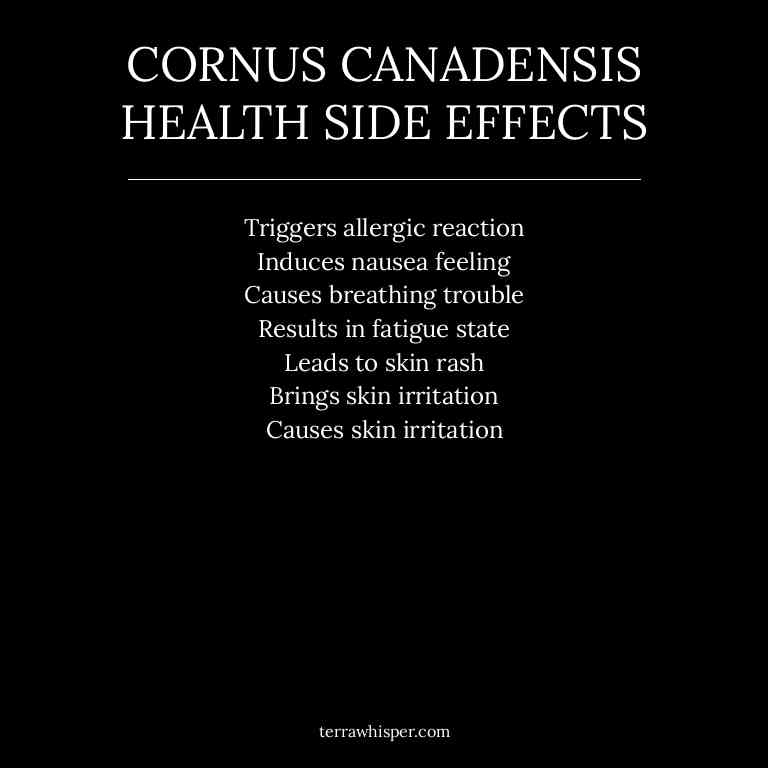 CORNUS CANADENSIS
HEALTH SIDE EFFECTS
Triggers allergic reaction
Induces nausea feeling
Causes breathing trouble
Results in fatigue state
Leads to skin rash
Brings skin irritation
Causes skin irritation
terrawhisper.com